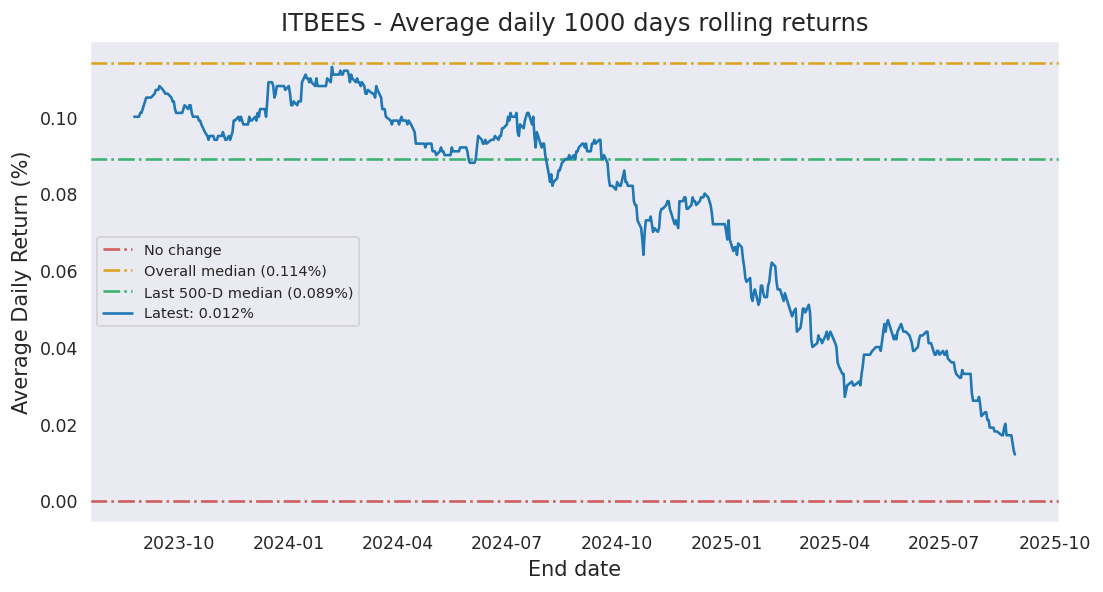 ITBEES - Average daily 1000 days rolling returns
Average Daily Return (%)
0.10
0.08
0.06
0.04
0.02
0.00
No change
Overall median (0.114%)
Last 500-D median (0.089%)
Latest: 0.012%
2023-10 2024-01 2024-04 2024-07 2024-10 2025-01 2025-04 2025-07 2025-10
End date